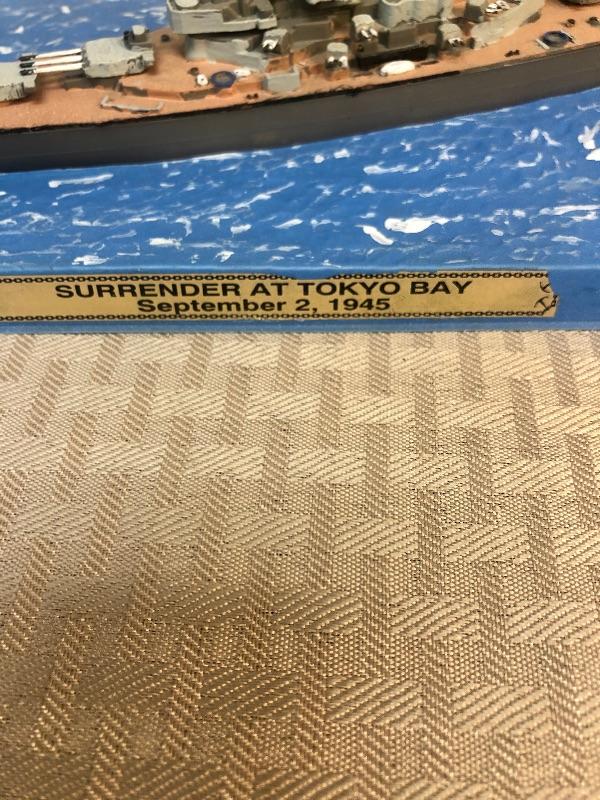 SURRENDER AT TOKYO BAY
September 2, 1945